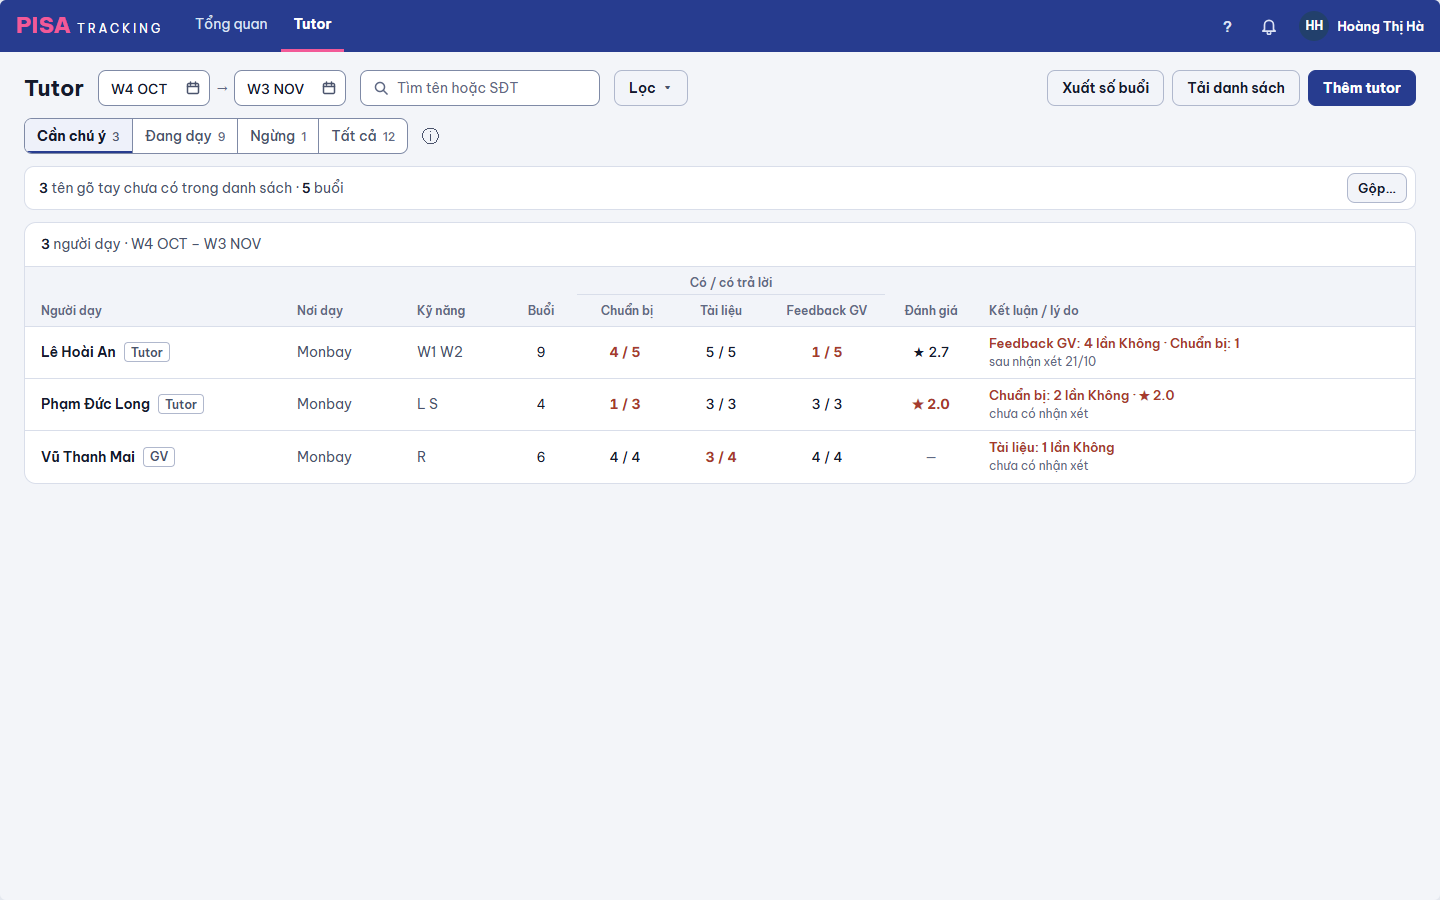 PISA TRACKING Tổng quan Tutor ? HH Hoàng Thị Hà
Tutor W4 OCT → W3 NOV Tìm tên hoặc SĐT Lọc Xuất số buổi Tải danh sách Thêm tutor
Cần chú ý 3 Đang dạy 9 Ngừng 1 Tất cả 12
3 tên gõ tay chưa có trong danh sách · 5 buổi Gộp...
3 người dạy · W4 OCT – W3 NOV
Có / có trả lời
Người dạy Nơi dạy Kỹ năng Buổi Chuẩn bị Tài liệu Feedback GV Đánh giá Kết luận / lý do
Lê Hoài An Tutor Monbay W1 W2 9 4 / 5 5 / 5 1 / 5 ★ 2.7 Feedback GV: 4 lần Không · Chuẩn bị: 1
sau nhận xét 21/10
Phạm Đức Long Tutor Monbay L S 4 1 / 3 3 / 3 3 / 3 ★ 2.0 Chuẩn bị: 2 lần Không · ★ 2.0
chưa có nhận xét
Vũ Thanh Mai GV Monbay R 6 4 / 4 3 / 4 4 / 4 — Tài liệu: 1 lần Không
chưa có nhận xét